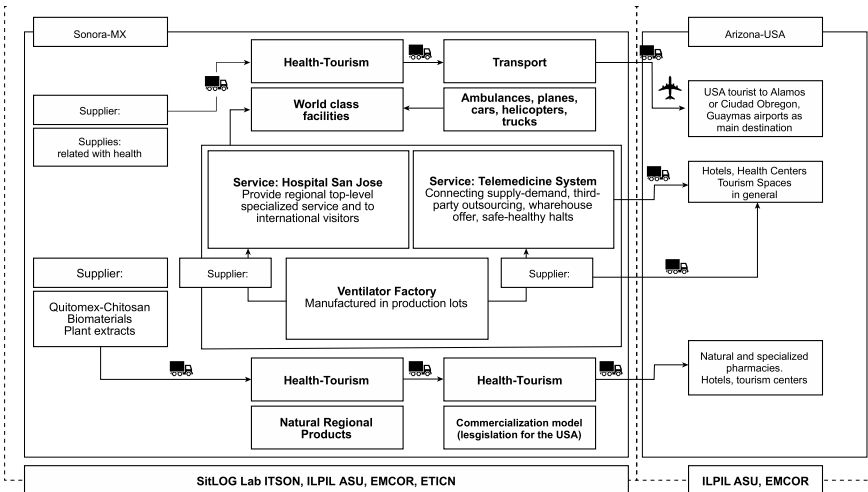 Sonora-MX
Arizona-USA
Health-Tourism
Transport
Supplier:
Supplies:
related with health
World class
facilities
Ambulances, planes,
cars, helicopters,
trucks
USA tourist to Alamos
or Ciudad Obregon,
Guaymas airports as
main destination
Service: Hospital San Jose
Provide regional top-level
specialized service and to
international visitors
Service: Telemedicine System
Connecting supply-demand, third-
party outsourcing, wharehouse
offer, safe-healthy halts
Hotels, Health Centers
Tourism Spaces
in general
Supplier:
Quitomex-Chitosan
Biomaterials
Plant extracts
Supplier:
Ventilator Factory
Manufactured in production lots
Supplier:
Health-Tourism
Health-Tourism
Natural Regional
Products
Commercialization model
(lesgislation for the USA)
Natural and specialized
pharmacies.
Hotels, tourism centers
SitLOG Lab ITSON, ILPIL ASU, EMCOR, ETICN
ILPIL ASU, EMCOR